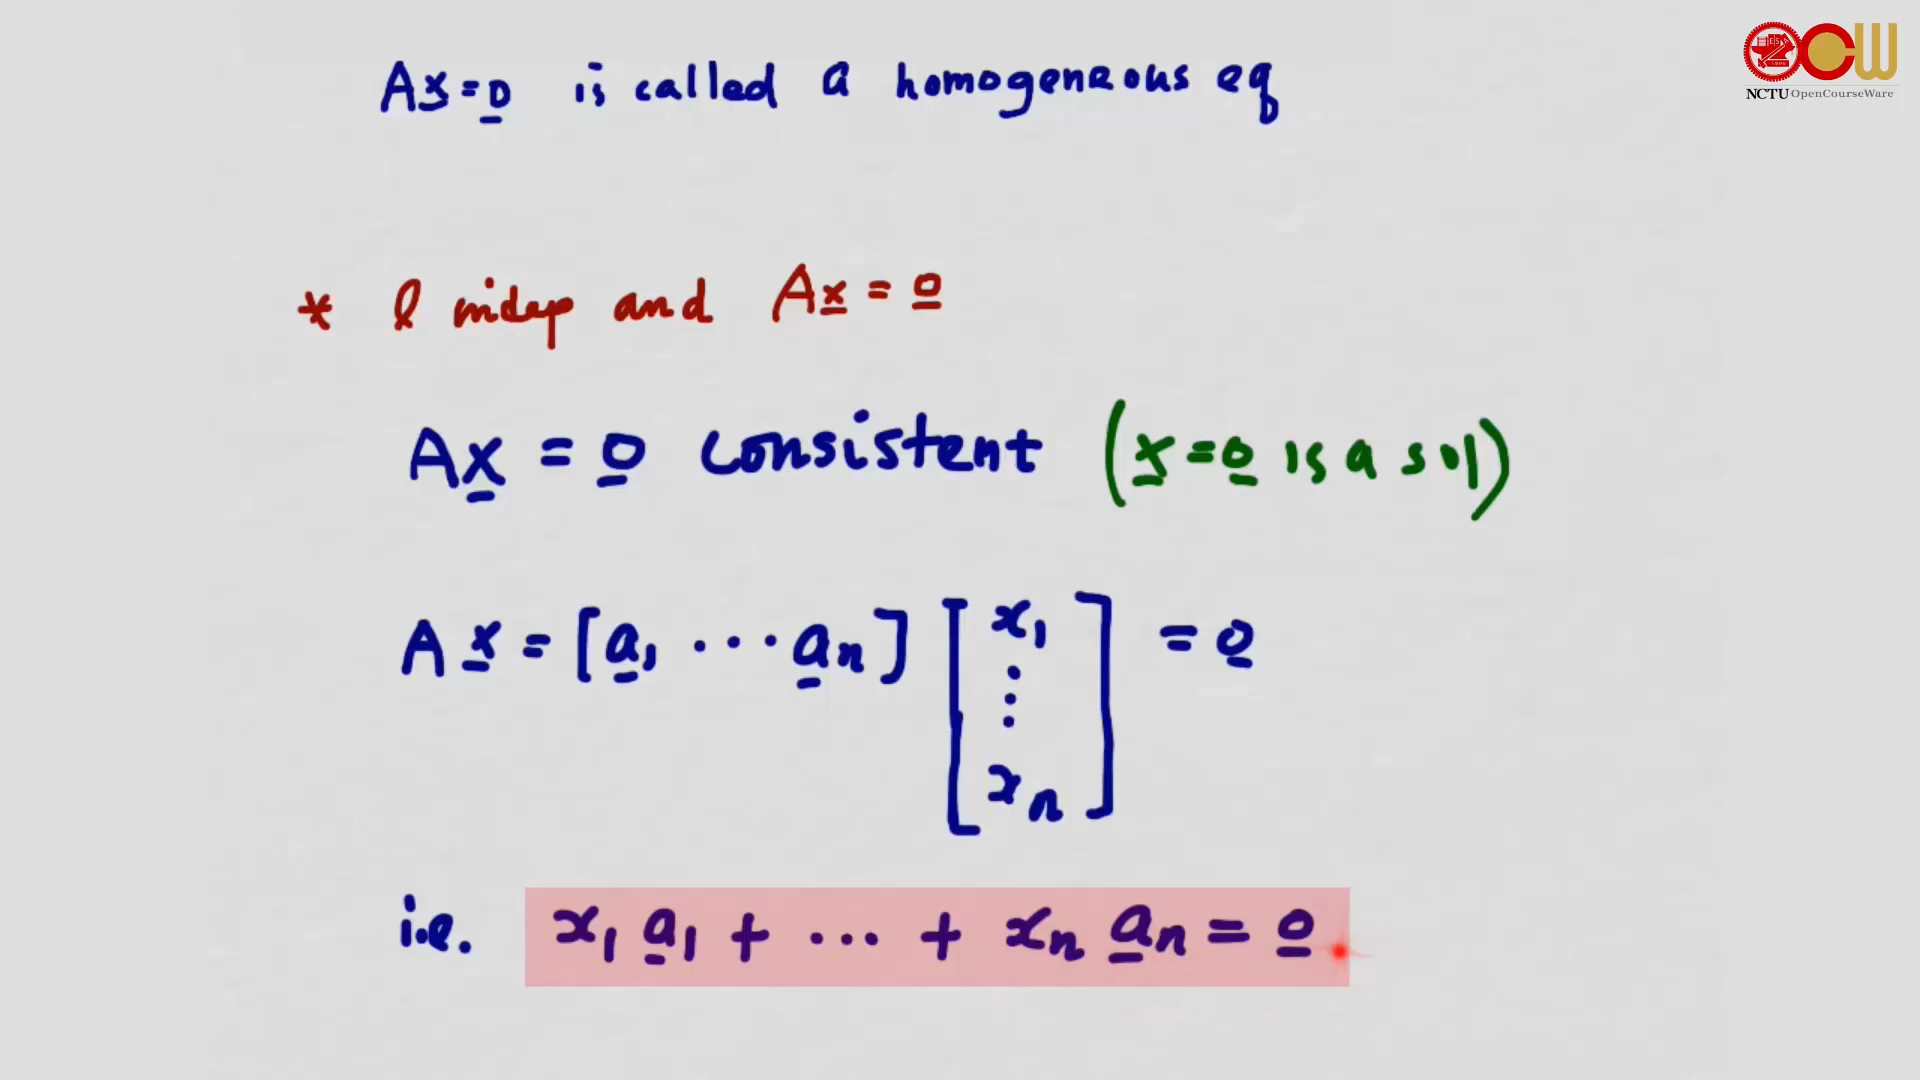 NCTU OpenCourseWare
Ax = 0 is called a homogeneous eq
* l indep and Ax = 0
Ax = 0 consistent (x = 0 is a sol)
Ax = [a1 ··· an] [x1 ⋮ xn] = 0
i.e. x1 a1 + ··· + xn an = 0